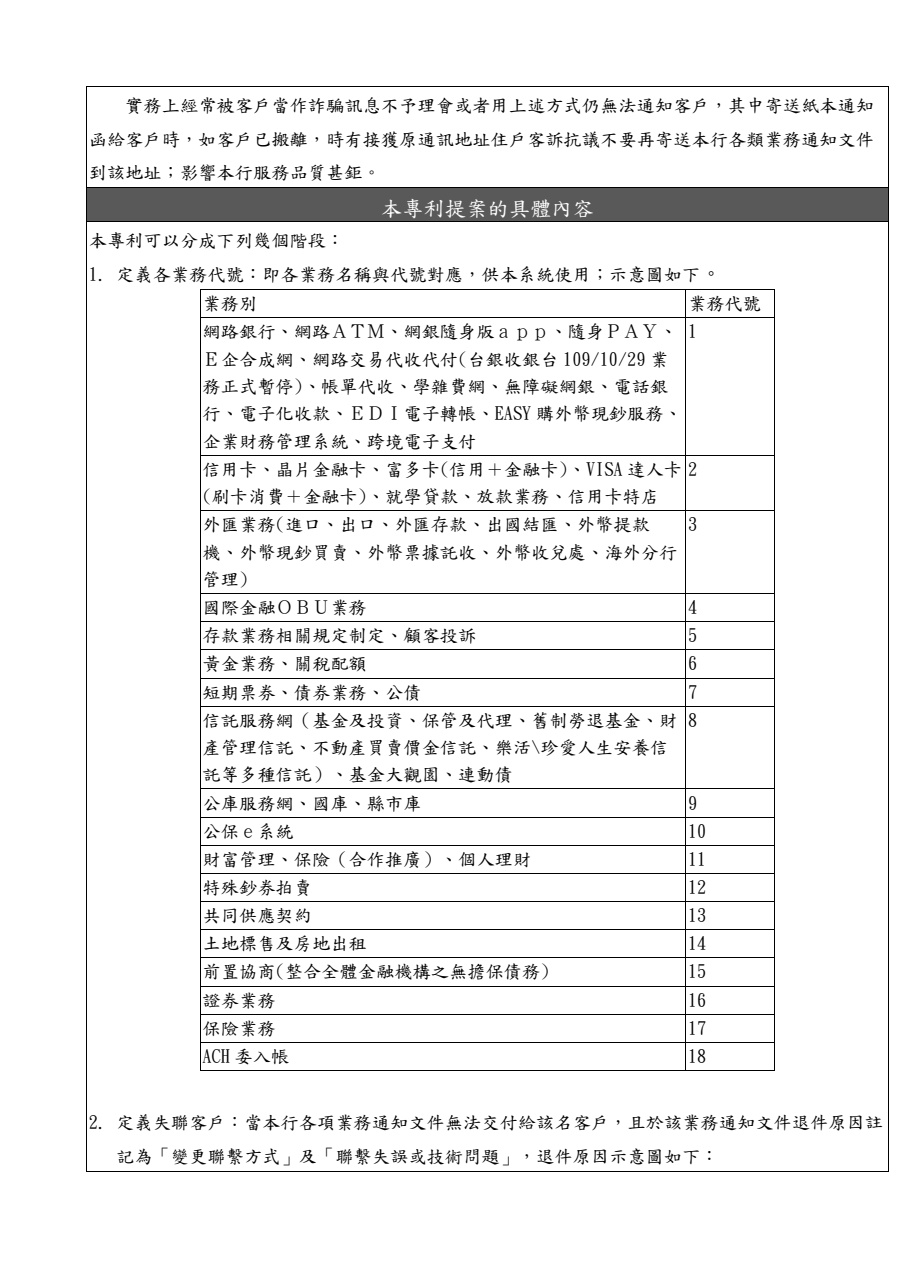 實務上經常被客戶當作詐騙訊息不予理會或者用上述方式仍無法通知客戶，其中寄送紙本通知
函給客戶時，如客戶已搬離，時有接獲原通訊地址住戶客訴抗議不要再寄送本行各類業務通知文件
到該地址；影響本行服務品質甚鉅。
本專利提案的具體內容
本專利可以分成下列幾個階段：
1. 定義各業務代號：即各業務名稱與代號對應，供本系統使用；示意圖如下。
業務別 業務代號
網路銀行、網路ＡＴＭ、網銀隨身版ａｐｐ、隨身ＰＡＹ、 1
Ｅ企合成網、網路交易代收代付(台銀收銀台 109/10/29 業
務正式暫停)、帳單代收、學雜費網、無障礙網銀、電話銀
行、電子化收款、ＥＤＩ電子轉帳、EASY 購外幣現鈔服務、
企業財務管理系統、跨境電子支付
信用卡、晶片金融卡、富多卡(信用＋金融卡)、VISA 達人卡 2
(刷卡消費＋金融卡)、就學貸款、放款業務、信用卡特店
外匯業務(進口、出口、外匯存款、出國結匯、外幣提款 3
機、外幣現鈔買賣、外幣票據託收、外幣收兌處、海外分行
管理)
國際金融ＯＢＵ業務 4
存款業務相關規定制定、顧客投訴 5
黃金業務、關稅配額 6
短期票券、債券業務、公債 7
信託服務網（基金及投資、保管及代理、舊制勞退基金、財 8
產管理信託、不動產買賣價金信託、樂活\珍愛人生安養信
託等多種信託）、基金大觀園、連動債
公庫服務網、國庫、縣市庫 9
公保ｅ系統 10
財富管理、保險（合作推廣）、個人理財 11
特殊鈔券拍賣 12
共同供應契約 13
土地標售及房地出租 14
前置協商(整合全體金融機構之無擔保債務) 15
證券業務 16
保險業務 17
ACH 委入帳 18
2. 定義失聯客戶：當本行各項業務通知文件無法交付給該名客戶，且於該業務通知文件退件原因註
記為「變更聯繫方式」及「聯繫失誤或技術問題」，退件原因示意圖如下：